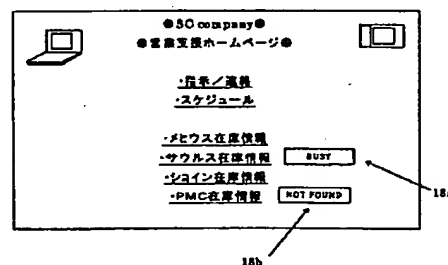 ●SC company●
●営業支援ホームページ●
・指示/連絡
・スケジュール
・メビウス在庫情報
・サウルス在庫情報 BUSY
・ショイン在庫情報
・PMC在庫情報 NOT FOUND
18a
18b